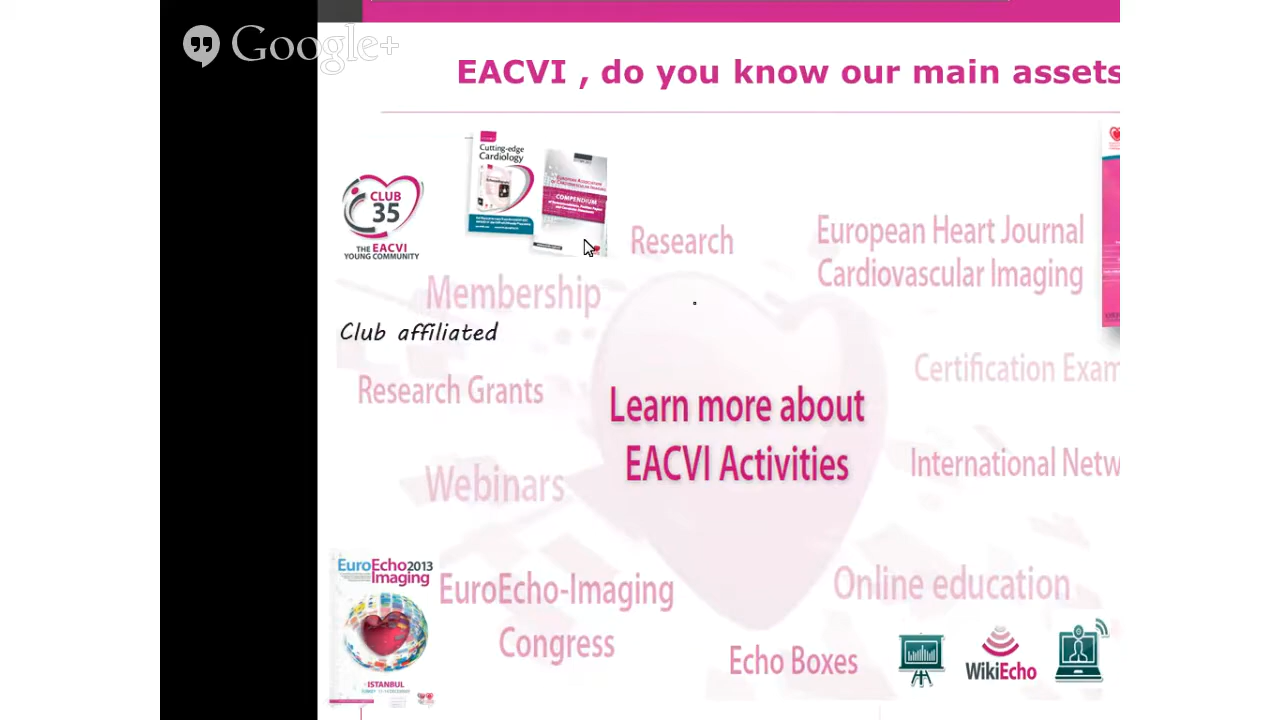 Google+
EACVI , do you know our main assets
Cutting-edge
Cardiology
COMPENDIUM
CLUB
35
THE EACVI
YOUNG COMMUNITY
Research
European Heart Journal
Cardiovascular Imaging
Membership
Club affiliated
Certification Exam
Research Grants
Learn more about
EACVI Activities
International Netw
Webinars
EuroEcho2013
Imaging
ISTANBUL
EuroEcho-Imaging
Congress
Online education
Echo Boxes
WikiEcho